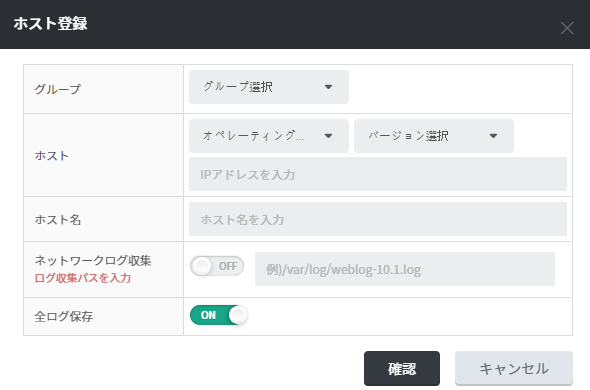 ホスト登録
グループ
グループ選択
ホスト
オペレーティング...
バージョン選択
IPアドレスを入力
ホスト名
ホスト名を入力
ネットワークログ収集
ログ収集パスを入力
OFF
例)/var/log/weblog-10.1.log
全ログ保存
ON
確認
キャンセル